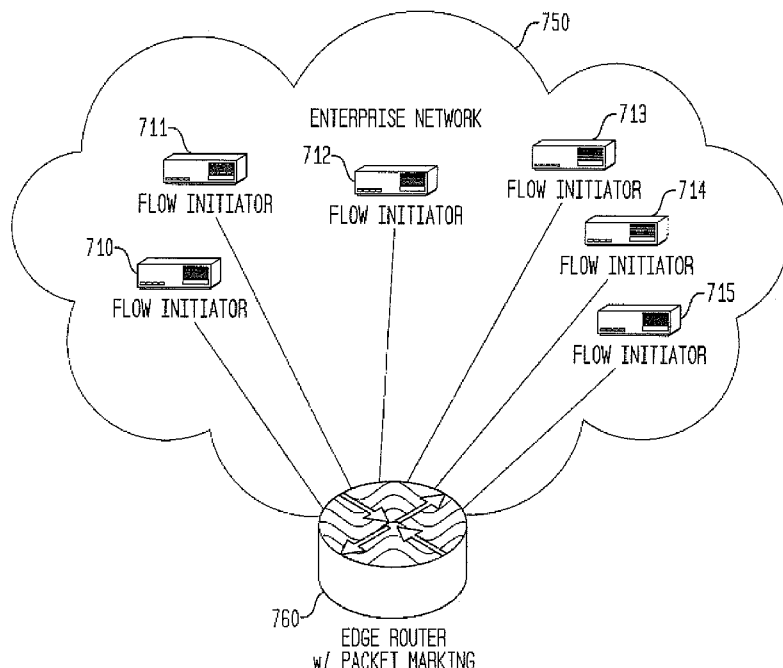 750
ENTERPRISE NETWORK
711
FLOW INITIATOR
712
FLOW INITIATOR
713
FLOW INITIATOR
714
FLOW INITIATOR
710
FLOW INITIATOR
715
FLOW INITIATOR
760
EDGE ROUTER
w/ PACKET MARKING